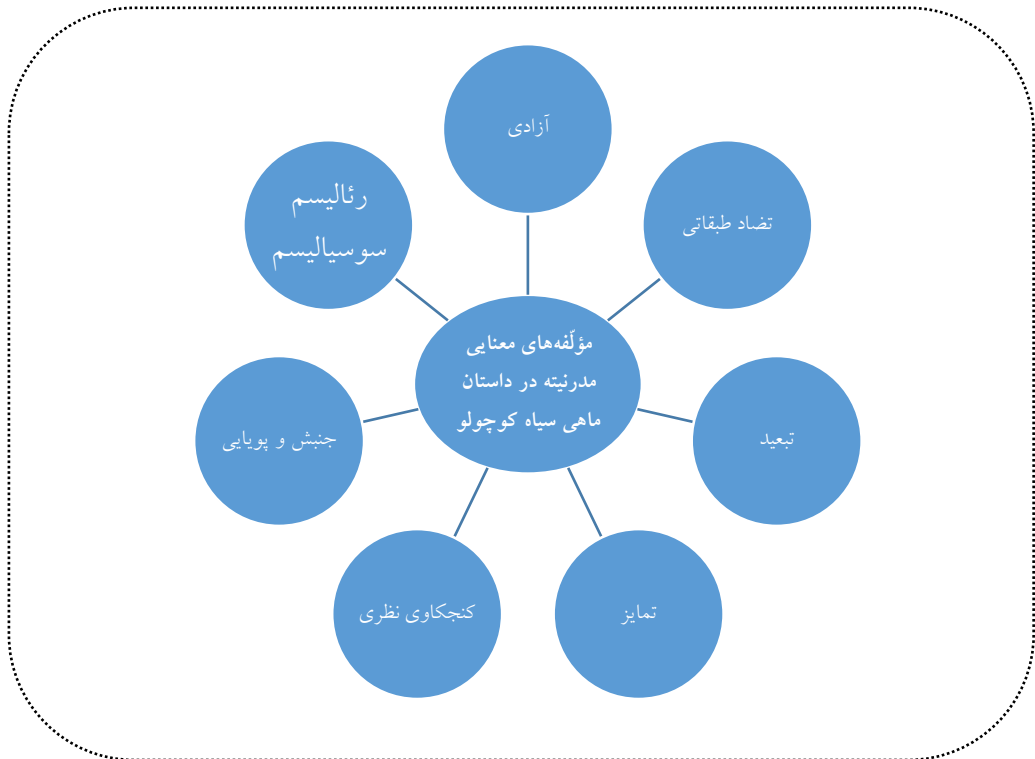 آزادی
تضاد طبقاتی
تبعید
تمایز
کنجکاوی نظری
جنبش و پویایی
رئالیسم
سوسیالیسم
مؤلّفه‌های معنایی
مدرنیته در داستان
ماهی سیاه کوچولو